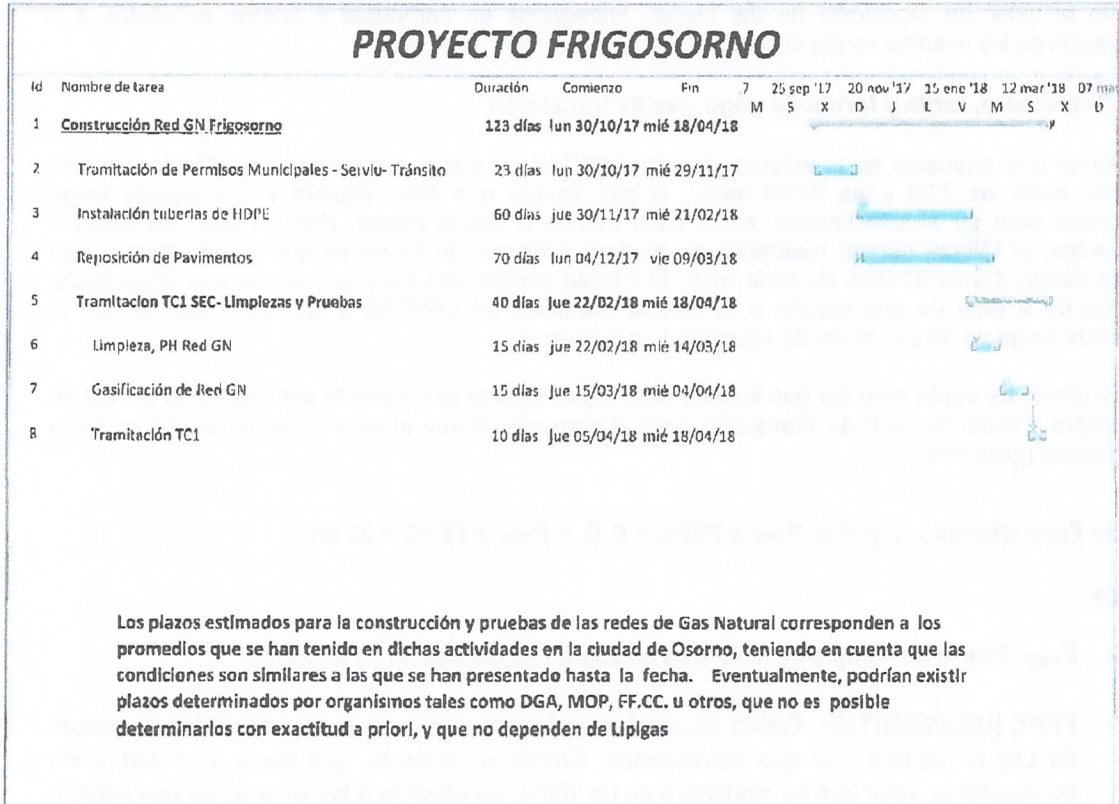 PROYECTO FRIGOSORNO
Id Nombre de tarea Duración Comienzo Fin 7 25 sep '17 20 nov '17 15 ene '18 12 mar '18 07 mar
M S X D J V M S X D
1 Construcción Red GN Frigosorno 123 días lun 30/10/17 mié 18/04/18
2 Tramitación de Permisos Municipales - Serviu- Tránsito 23 días lun 30/10/17 mié 29/11/17
3 Instalación tuberías de HDPE 60 días jue 30/11/17 mié 21/02/18
4 Reposición de Pavimentos 70 días lun 04/12/17 vie 09/03/18
5 Tramitacion TC1 SEC- Limpiezas y Pruebas 40 días jue 22/02/18 mié 18/04/18
6 Limpieza, PH Red GN 15 días jue 22/02/18 mié 14/03/18
7 Gasificación de Red GN 15 días jue 15/03/18 mié 04/04/18
8 Tramitación TC1 10 días jue 05/04/18 mié 18/04/18
Los plazos estimados para la construcción y pruebas de las redes de Gas Natural corresponden a los
promedios que se han tenido en dichas actividades en la ciudad de Osorno, teniendo en cuenta que las
condiciones son similares a las que se han presentado hasta la fecha. Eventualmente, podrían existir
plazos determinados por organismos tales como DGA, MOP, FF.CC. u otros, que no es posible
determinarlos con exactitud a priori, y que no dependen de Lipigas